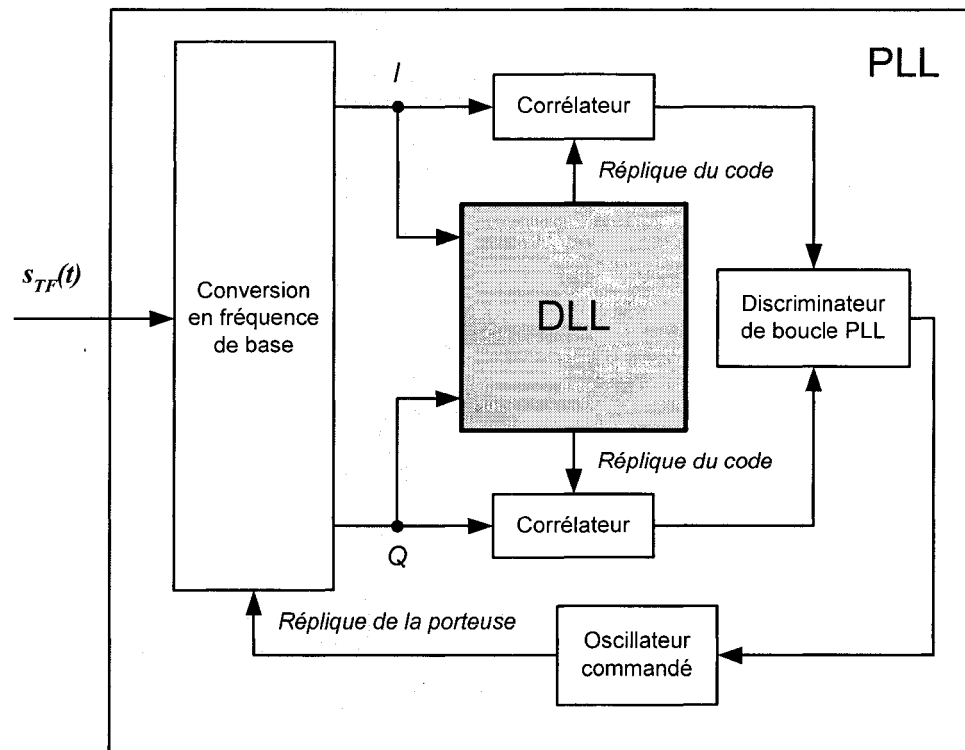 PLL
I
Corrélateur
Réplique du code
s_TF(t)
Conversion
en fréquence
de base
DLL
Discriminateur
de boucle PLL
Réplique du code
Corrélateur
Q
Réplique de la porteuse
Oscillateur
commandé